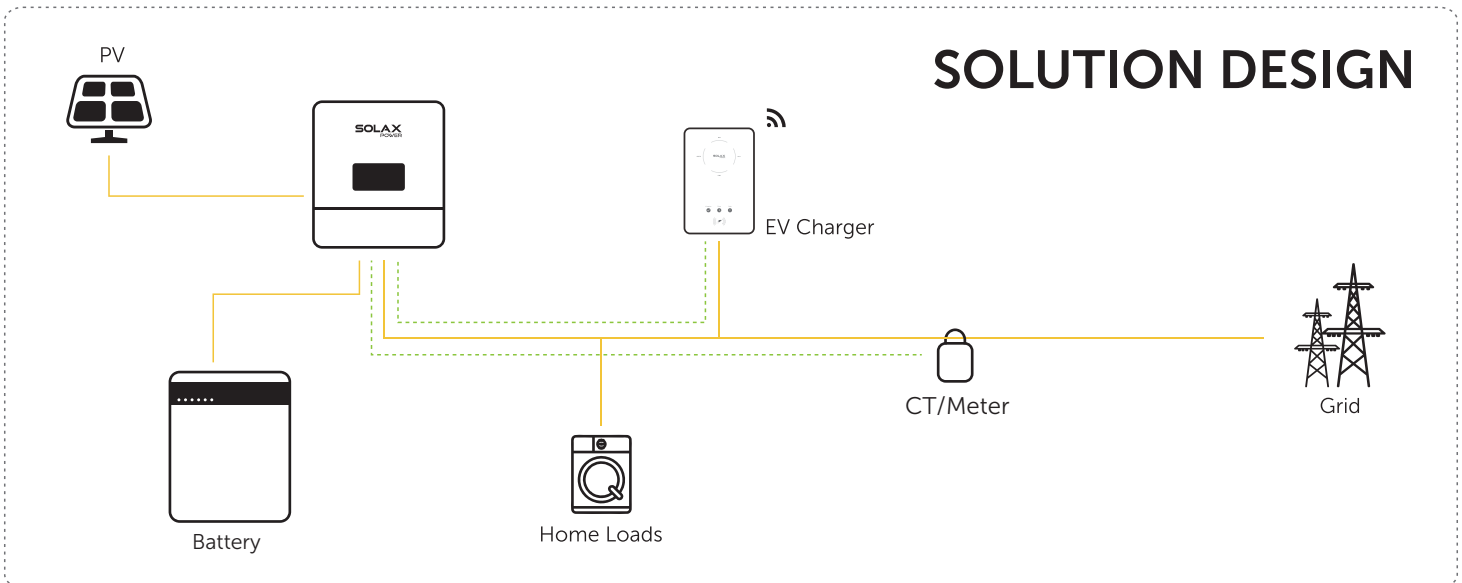 SOLUTION DESIGN
PV
SOLAX
POWER
EV Charger
CT/Meter
Grid
Home Loads
Battery